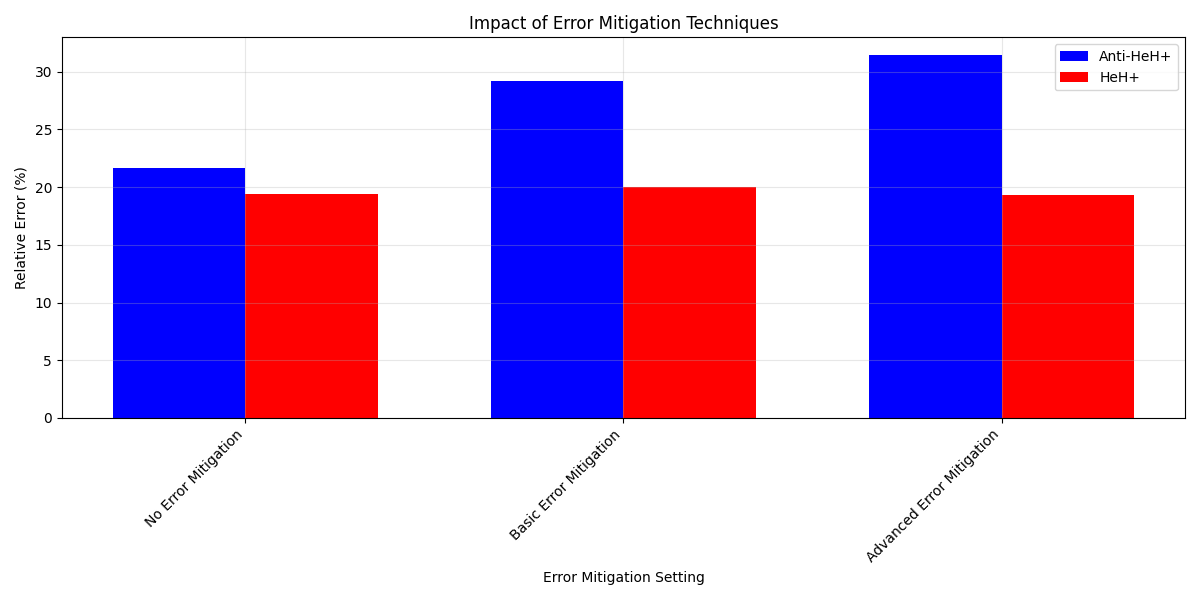 Impact of Error Mitigation Techniques
Anti-HeH+
HeH+
Relative Error (%)
30
25
20
15
10
5
0
No Error Mitigation
Basic Error Mitigation
Advanced Error Mitigation
Error Mitigation Setting